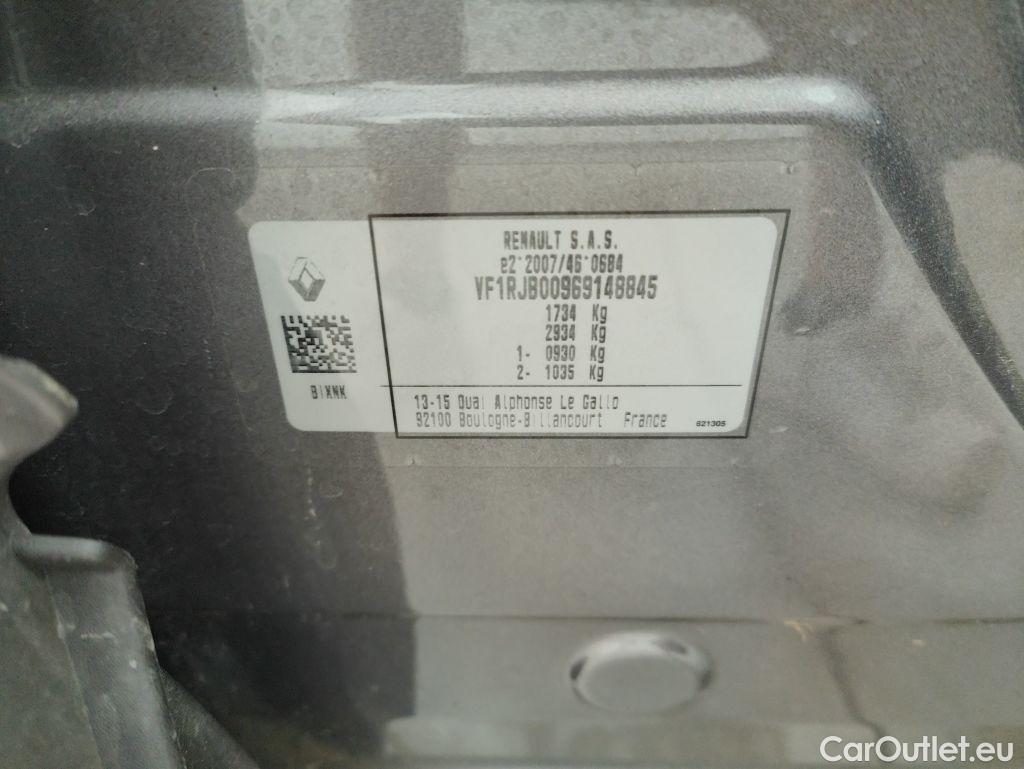 RENAULT S.A.S.
e2*2007/46*0684
VF1RJB00969148845
1734 Kg
2934 Kg
1- 0930 Kg
2- 1035 Kg
BIXNK
13-15 Quai Alphonse Le Gallo
92100 Boulogne-Billancourt France
821305
CarOutlet.eu